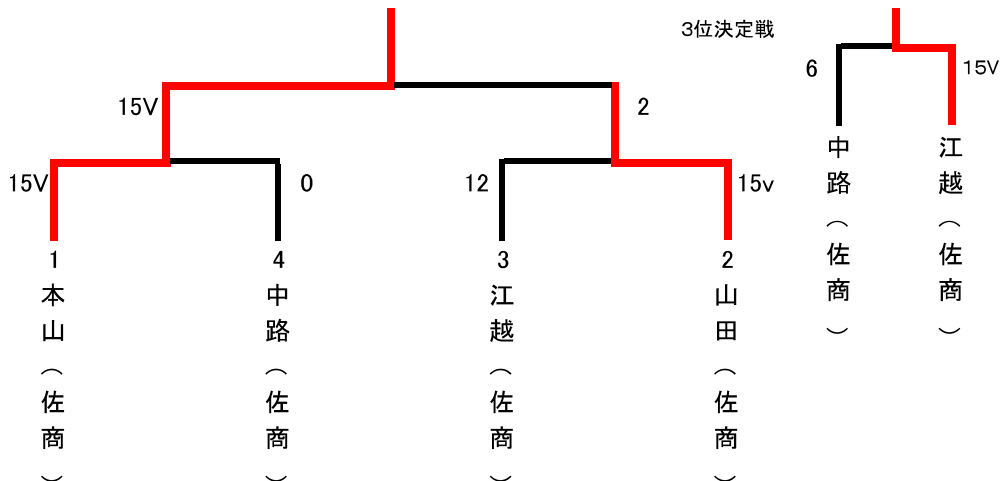 3位決定戦
6
15V
15V
2
中路（佐商）
江越（佐商）
15V
0
12
15v
1
4
3
2
本山（佐商）
中路（佐商）
江越（佐商）
山田（佐商）